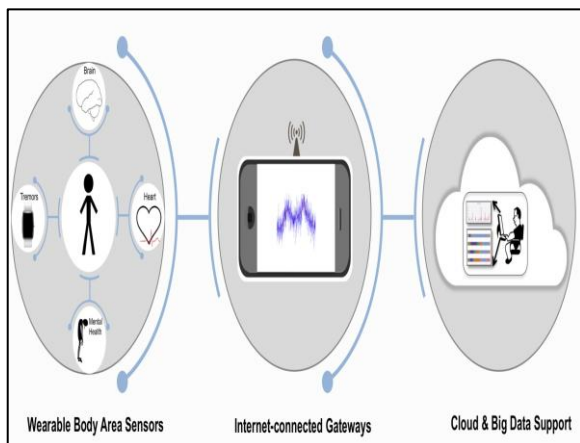 Brain
Tremors
Heart
Mental
Health
Wearable Body Area Sensors
Internet-connected Gateways
Cloud & Big Data Support